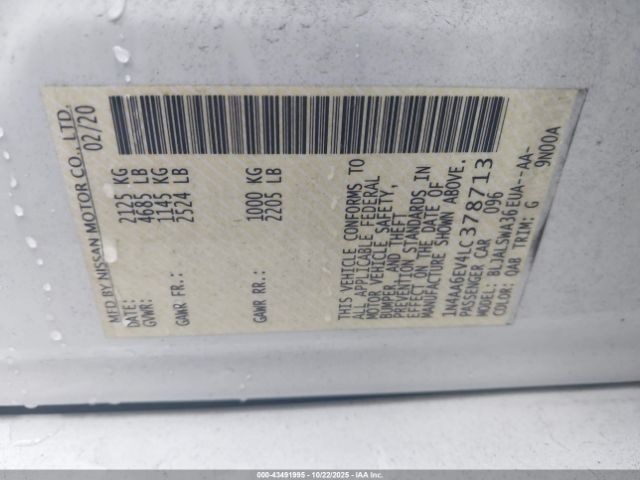 MFD BY NISSAN MOTOR CO., LTD.
DATE: 02/20
GVWR: 2125 KG
4685 LB
GAWR FR.: 1145 KG
2524 LB
GAWR RR.: 1000 KG
2205 LB
THIS VEHICLE CONFORMS TO
ALL APPLICABLE FEDERAL
MOTOR VEHICLE SAFETY,
BUMPER, AND THEFT
PREVENTION STANDARDS IN
EFFECT ON THE DATE OF
MANUFACTURE SHOWN ABOVE.
1N4AA6EV4LC378713
PASSENGER CAR 096
MODEL: BLJALSWA36EUA--AA-
COLOR: QAB TRIM: G 9N00A
000-43491995 - 10/22/2025 - IAAI.com